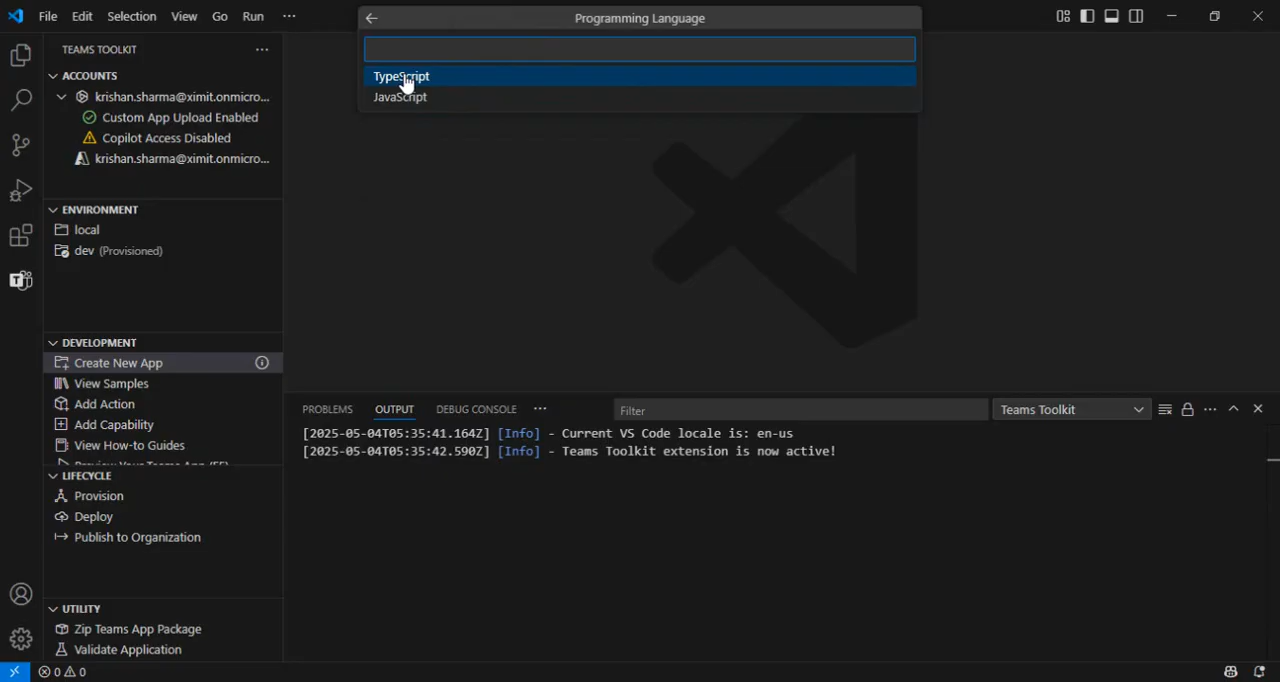 File Edit Selection View Go Run ···
Programming Language
TypeScript
JavaScript
TEAMS TOOLKIT ···
ACCOUNTS
krishan.sharma@ximit.onmicro...
Custom App Upload Enabled
Copilot Access Disabled
krishan.sharma@ximit.onmicro...
ENVIRONMENT
local
dev (Provisioned)
DEVELOPMENT
Create New App
View Samples
Add Action
Add Capability
View How-to Guides
Preview Your Teams App (F5)
LIFECYCLE
Provision
Deploy
Publish to Organization
UTILITY
Zip Teams App Package
Validate Application
PROBLEMS OUTPUT DEBUG CONSOLE ··· Filter Teams Toolkit
[2025-05-04T05:35:41.164Z] [Info] - Current VS Code locale is: en-us
[2025-05-04T05:35:42.590Z] [Info] - Teams Toolkit extension is now active!
0 0